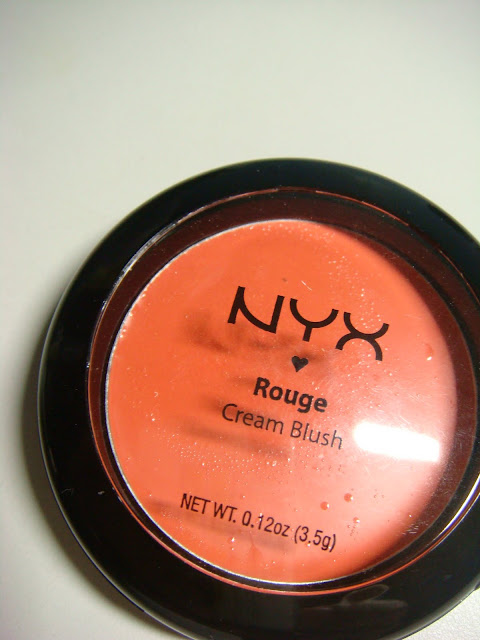 NYX
Rouge
Cream Blush
NET WT. 0.12oz (3.5g)